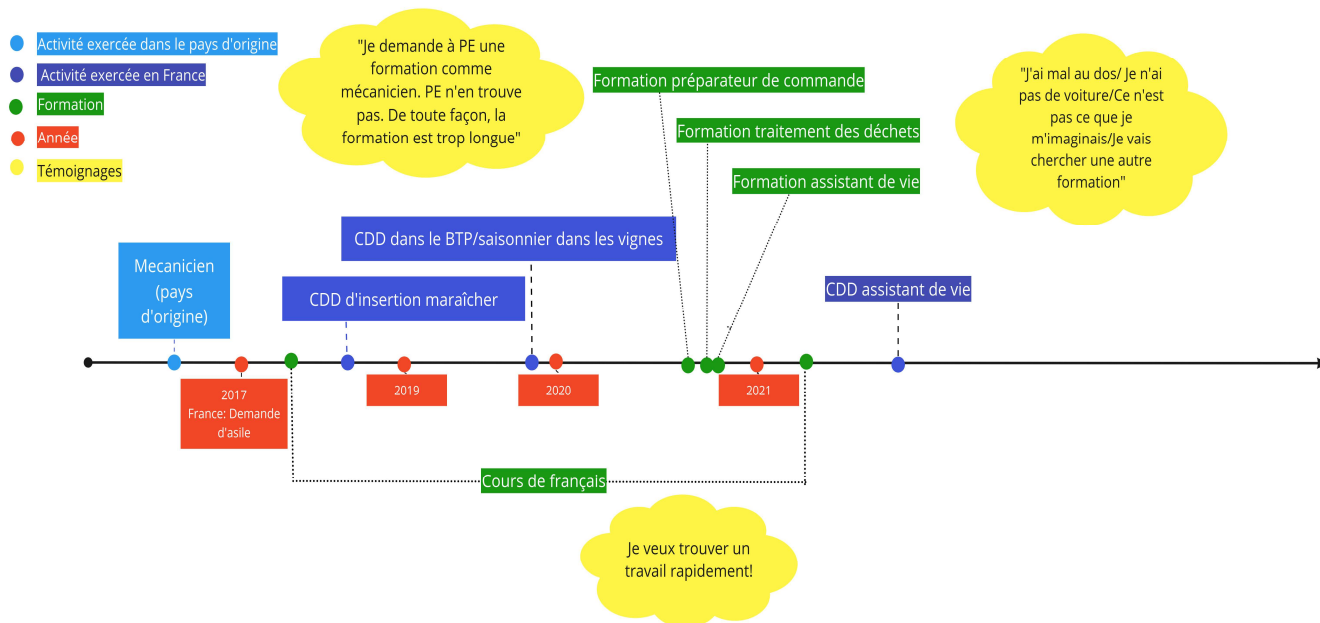 Activité exercée dans le pays d'origine
Activité exercée en France
Formation
Année
Témoignages
"Je demande à PE une
formation comme
mécanicien. PE n'en trouve
pas. De toute façon, la
formation est trop longue"
Formation préparateur de commande
Formation traitement des déchets
Formation assistant de vie
"J'ai mal au dos/ Je n'ai
pas de voiture/Ce n'est
pas ce que je
m'imaginais/Je vais
chercher une autre
formation"
Mecanicien
(pays
d'origine)
CDD dans le BTP/saisonnier dans les vignes
CDD d'insertion maraîcher
CDD assistant de vie
2017
France: Demande
d'asile
2019
2020
2021
Cours de français
Je veux trouver un
travail rapidement!